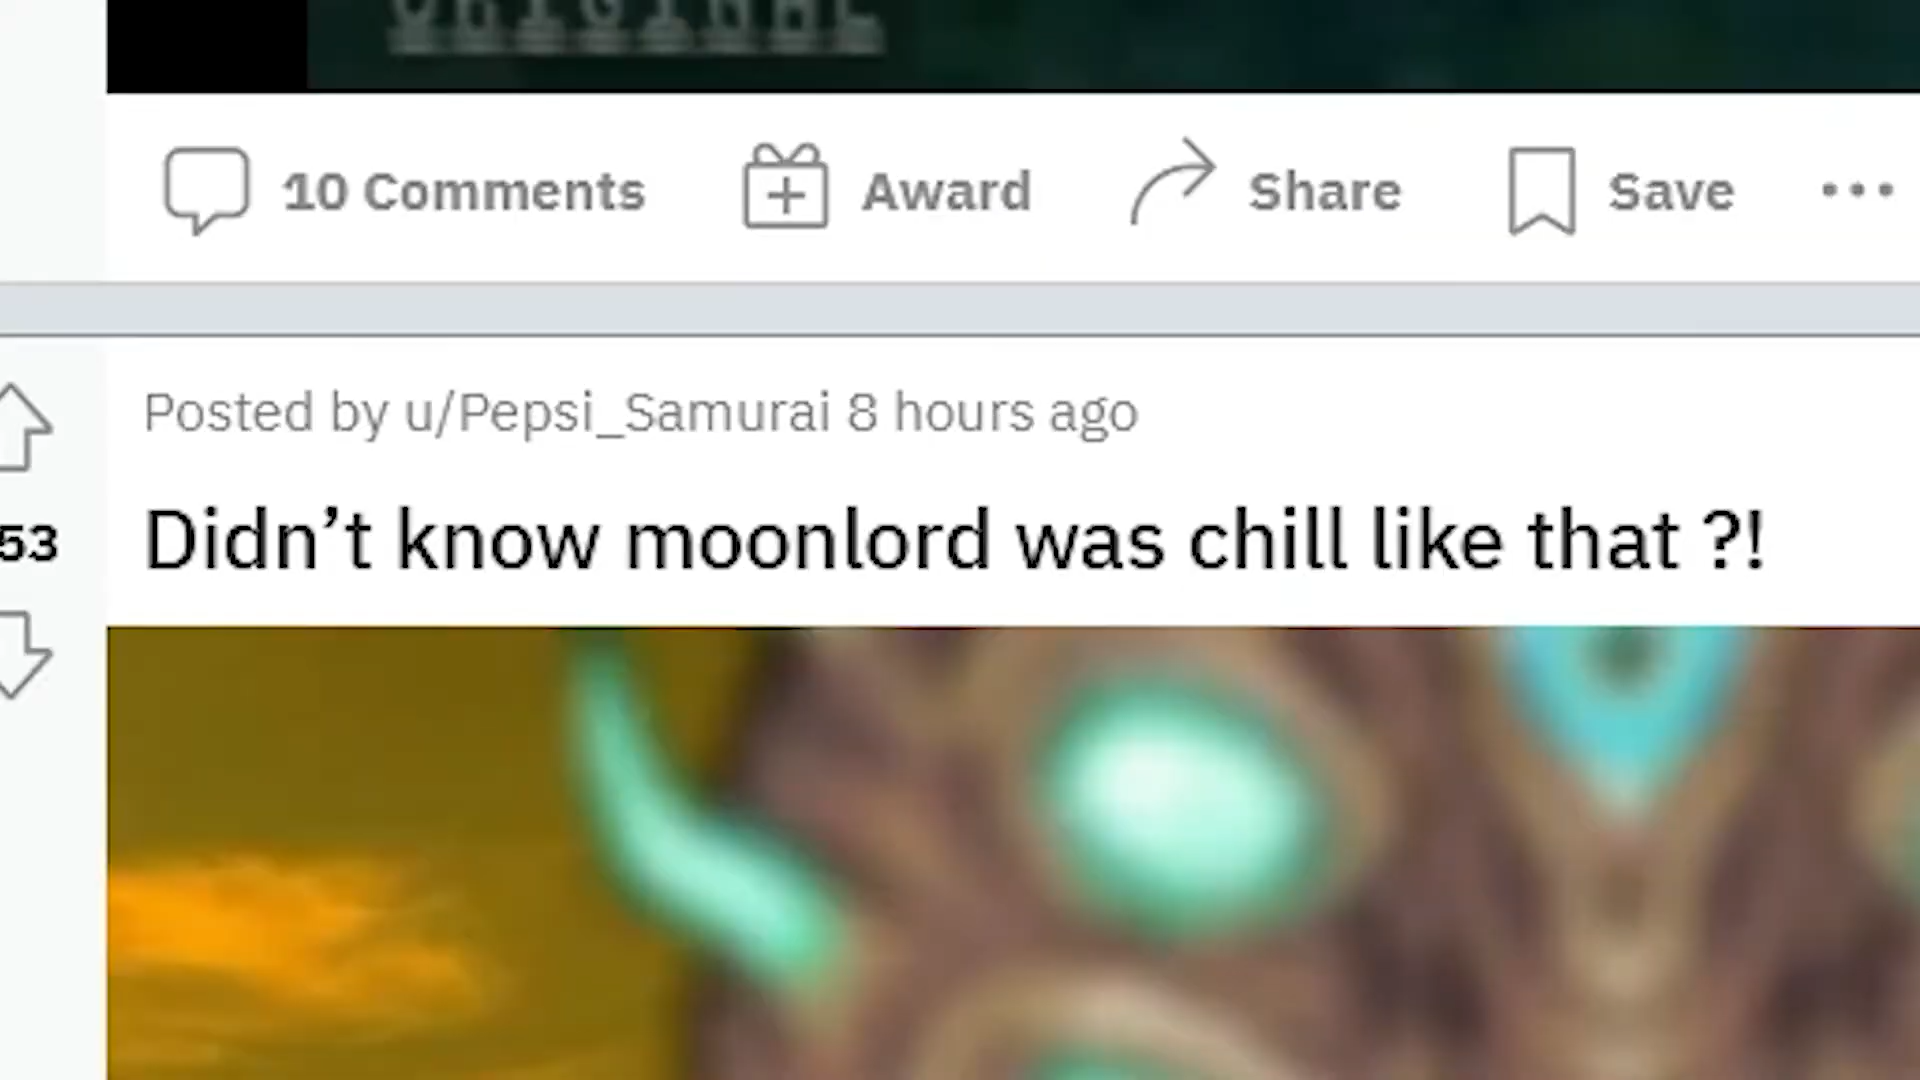 ORIGINAL
10 Comments Award Share Save
Posted by u/Pepsi_Samurai 8 hours ago
53
Didn’t know moonlord was chill like that ?!